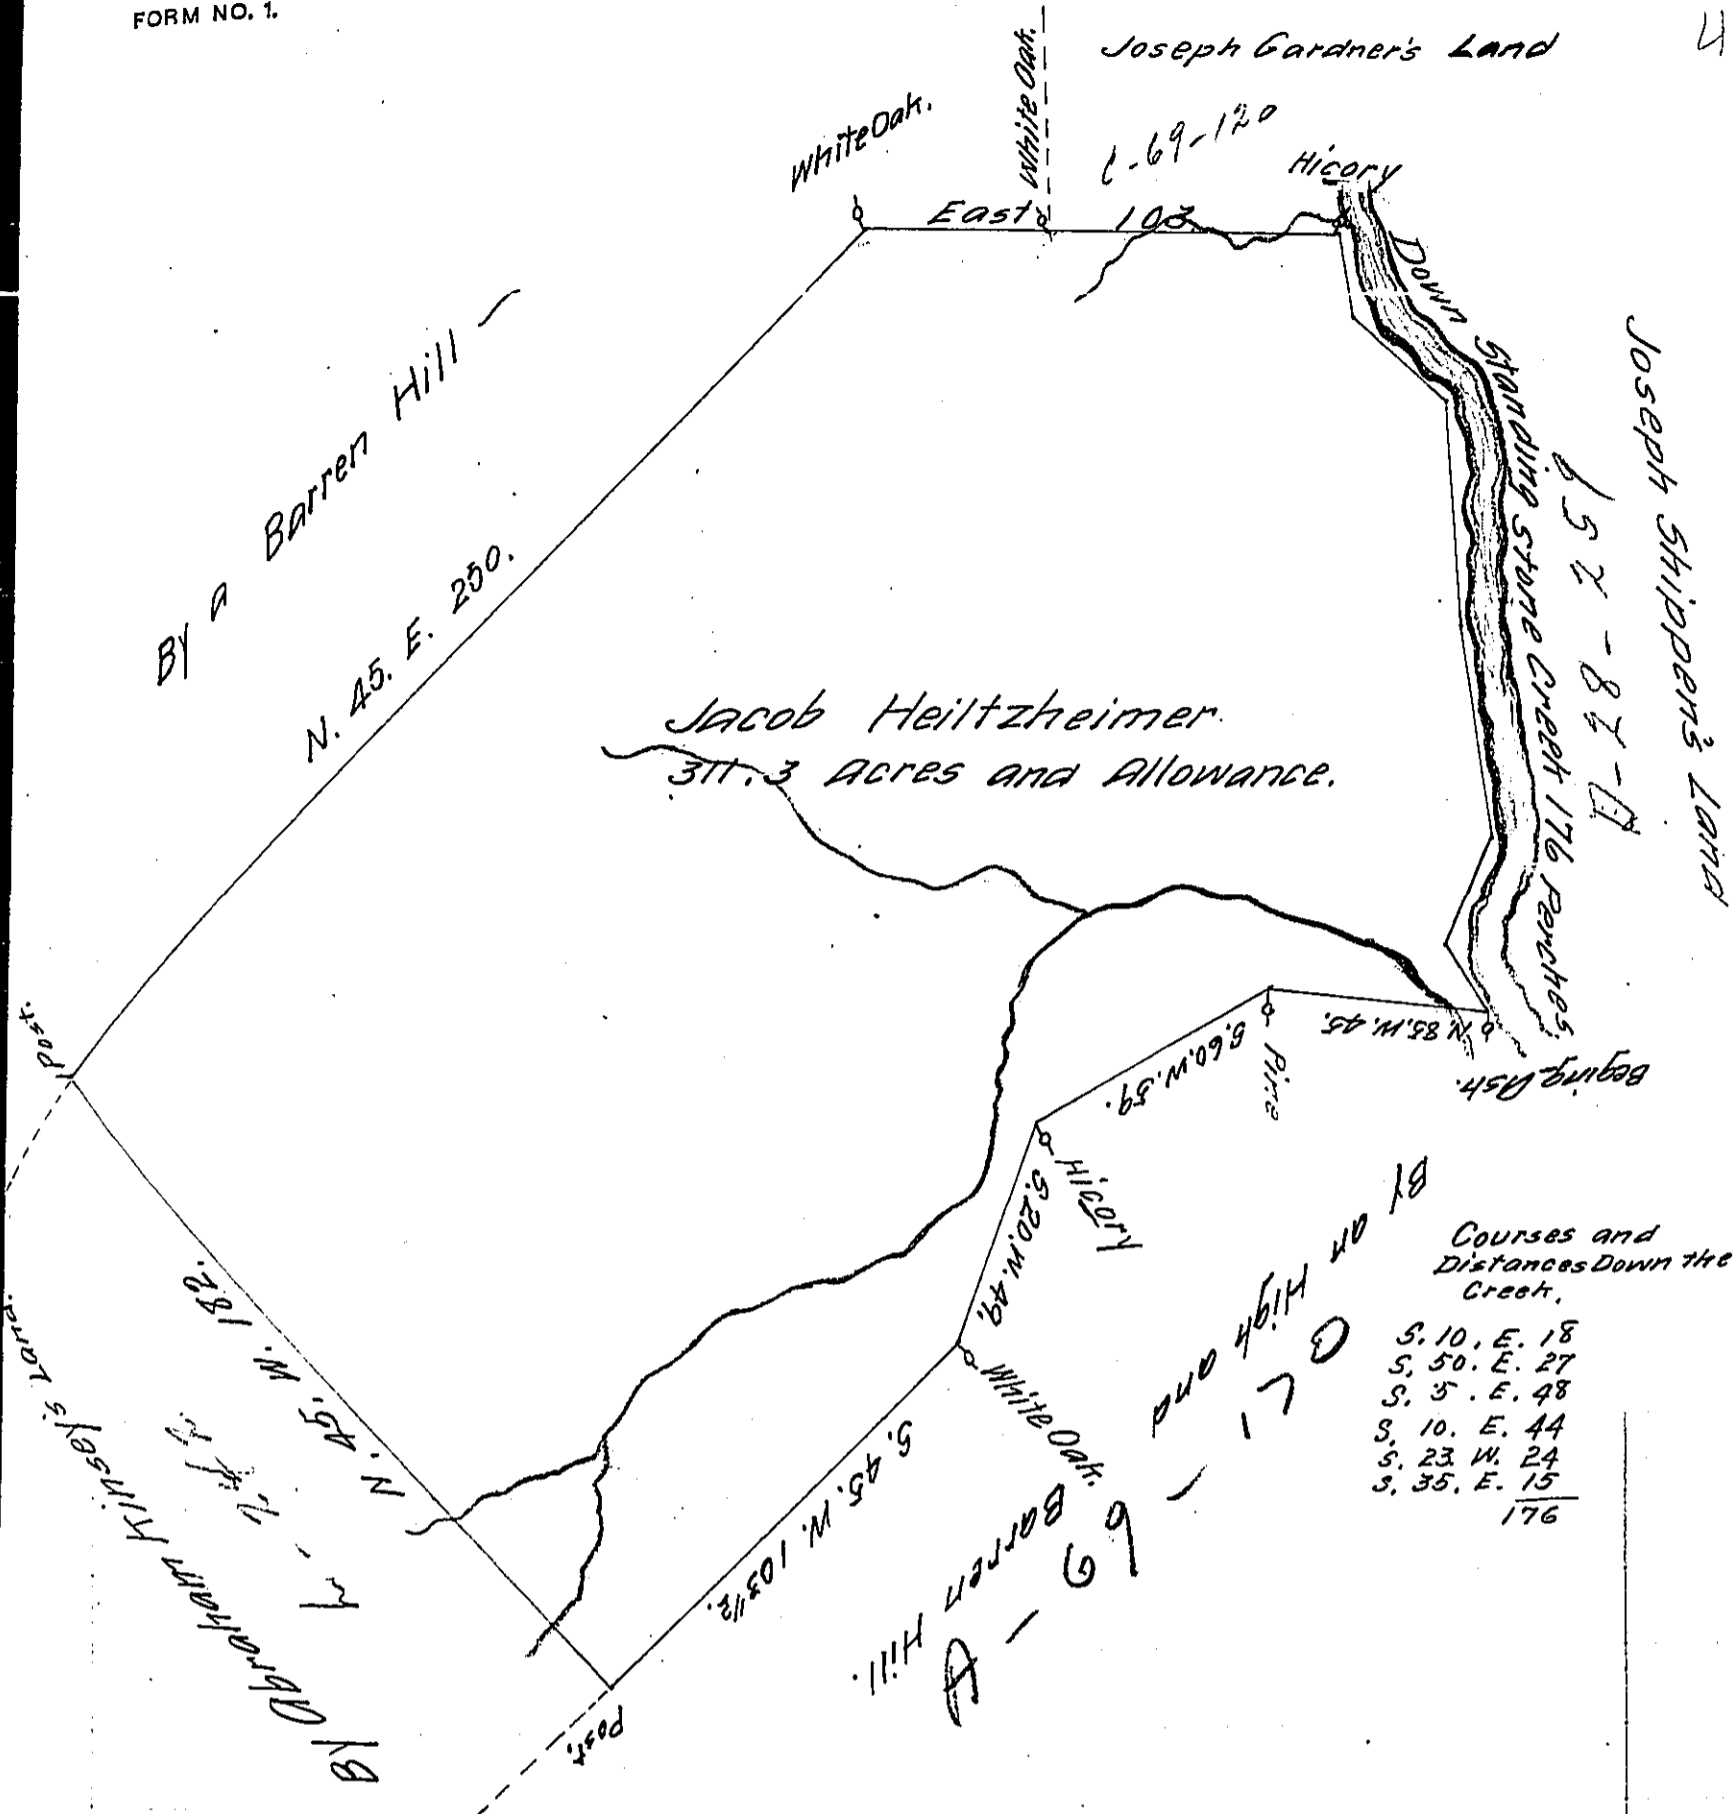 FORM NO. 1.
Joseph Gardner's Land
White Oak.
White Oak.
C-69-120
Hicory
East 103.
Down Standing Stone Creek 176 Perches.
Joseph Shippen's Land
By a Barren Hill
N. 45. E. 250.
Jacob Heiltzheimer
311.3 Acres and Allowance.
Begining Ash.
N. 85. W. 45.
Pine
S. 60. W. 59.
Hicory
S. 20. W. 49.
White Oak.
S. 45. W. 103 1/2.
By an High and Barren Hill.
Post.
N. 45. W. 182.
Post.
By Abraham Kinsey's Land.
Courses and
Distances Down the
Creek.
S. 10. E. 18
S. 50. E. 27
S. 5. E. 48
S. 10. E. 44
S. 23. W. 24
S. 35. E. 15
176